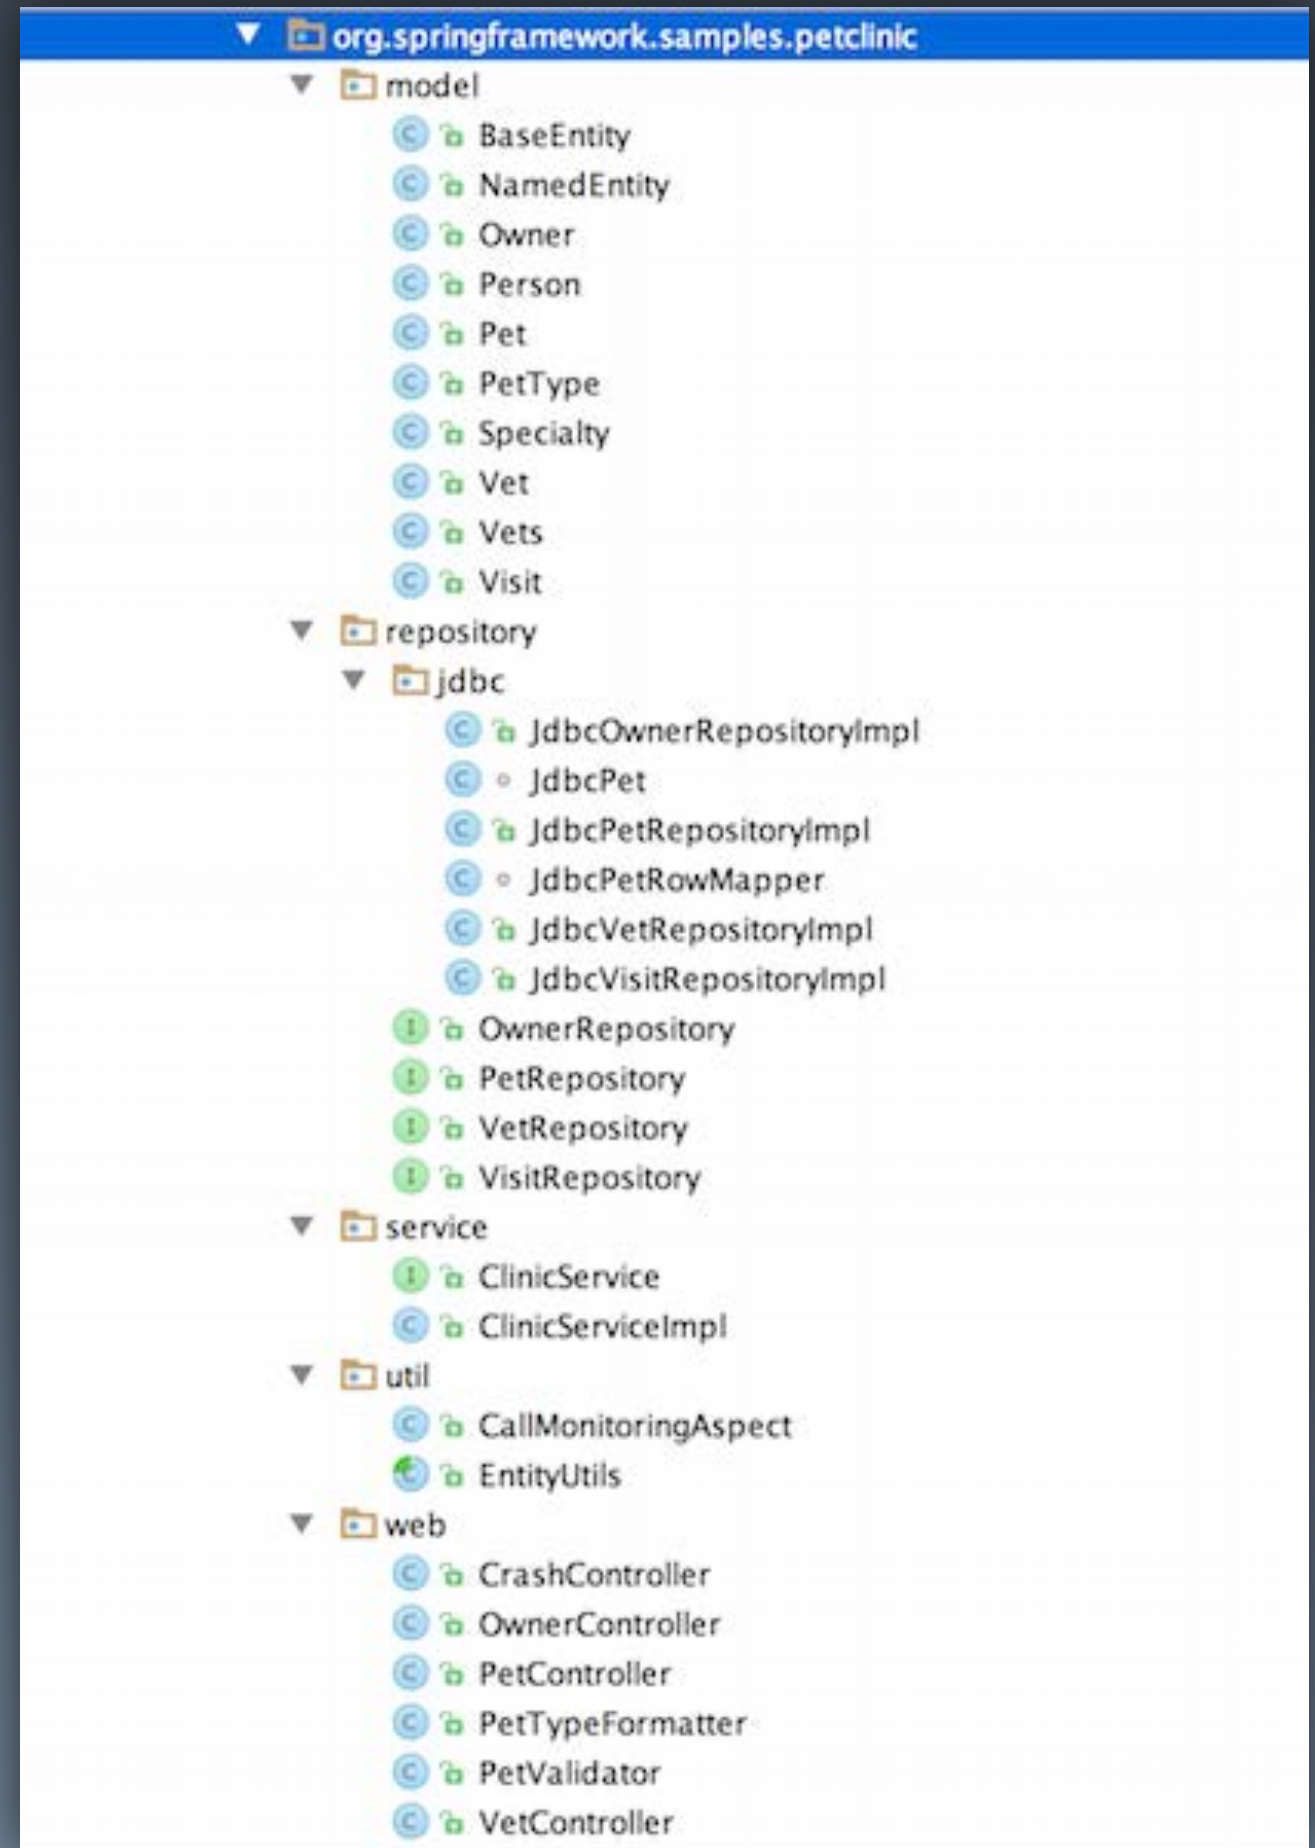 org.springframework.samples.petclinic
model
BaseEntity
NamedEntity
Owner
Person
Pet
PetType
Specialty
Vet
Vets
Visit
repository
jdbc
JdbcOwnerRepositoryImpl
JdbcPet
JdbcPetRepositoryImpl
JdbcPetRowMapper
JdbcVetRepositoryImpl
JdbcVisitRepositoryImpl
OwnerRepository
PetRepository
VetRepository
VisitRepository
service
ClinicService
ClinicServiceImpl
util
CallMonitoringAspect
EntityUtils
web
CrashController
OwnerController
PetController
PetTypeFormatter
PetValidator
VetController